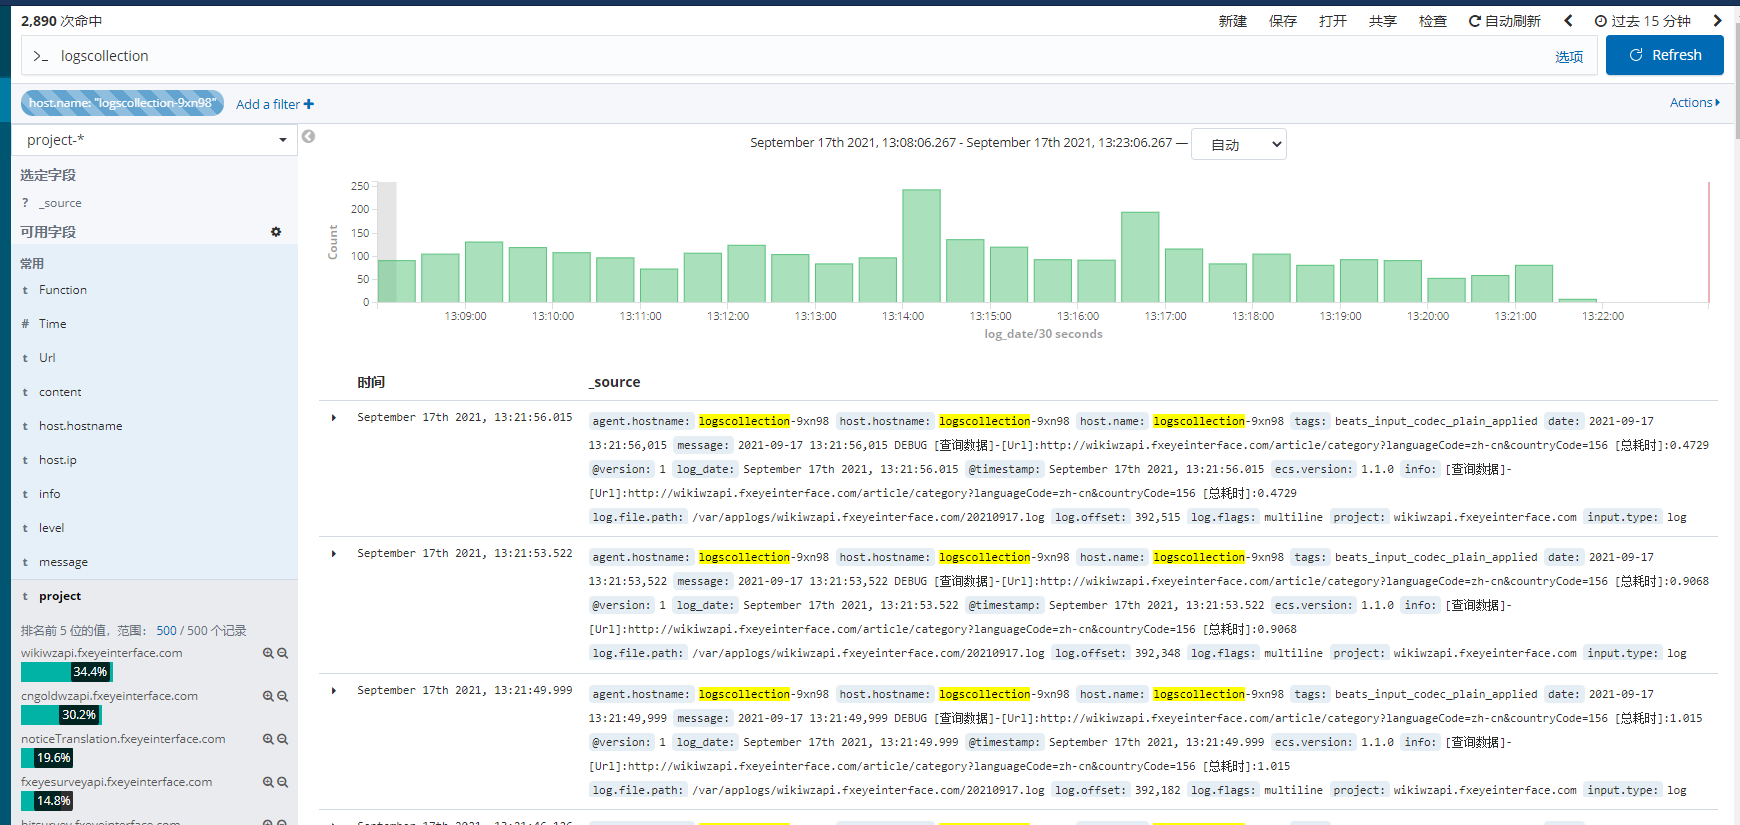 2,890 次命中
新建 保存 打开 共享 检查 自动刷新 过去 15 分钟
>_ logscollection 选项 Refresh
host.name: "logscollection-9xn98" Add a filter Actions
project-*
September 17th 2021, 13:08:06.267 - September 17th 2021, 13:23:06.267 — 自动
选定字段
? _source
可用字段
常用
t Function
# Time
t Url
t content
t host.hostname
t host.ip
t info
t level
t message
t project
排名前 5 位的值，范围： 500 / 500 个记录
wikiwzapi.fxeyeinterface.com
34.4%
cngoldwzapi.fxeyeinterface.com
30.2%
noticeTranslation.fxeyeinterface.com
19.6%
fxeyesurveyapi.fxeyeinterface.com
14.8%
Count
250
200
150
100
50
0
13:09:00 13:10:00 13:11:00 13:12:00 13:13:00 13:14:00 13:15:00 13:16:00 13:17:00 13:18:00 13:19:00 13:20:00 13:21:00 13:22:00
log_date/30 seconds
时间 _source
September 17th 2021, 13:21:56.015 agent.hostname: logscollection-9xn98 host.hostname: logscollection-9xn98 host.name: logscollection-9xn98 tags: beats_input_codec_plain_applied date: 2021-09-17
13:21:56,015 message: 2021-09-17 13:21:56,015 DEBUG [查询数据]-[Url]:http://wikiwzapi.fxeyeinterface.com/article/category?languageCode=zh-cn&countryCode=156 [总耗时]:0.4729
@version: 1 log_date: September 17th 2021, 13:21:56.015 @timestamp: September 17th 2021, 13:21:56.015 ecs.version: 1.1.0 info: [查询数据]-
[Url]:http://wikiwzapi.fxeyeinterface.com/article/category?languageCode=zh-cn&countryCode=156 [总耗时]:0.4729
log.file.path: /var/applogs/wikiwzapi.fxeyeinterface.com/20210917.log log.offset: 392,515 log.flags: multiline project: wikiwzapi.fxeyeinterface.com input.type: log
September 17th 2021, 13:21:53.522 agent.hostname: logscollection-9xn98 host.hostname: logscollection-9xn98 host.name: logscollection-9xn98 tags: beats_input_codec_plain_applied date: 2021-09-17
13:21:53,522 message: 2021-09-17 13:21:53,522 DEBUG [查询数据]-[Url]:http://wikiwzapi.fxeyeinterface.com/article/category?languageCode=zh-cn&countryCode=156 [总耗时]:0.9068
@version: 1 log_date: September 17th 2021, 13:21:53.522 @timestamp: September 17th 2021, 13:21:53.522 ecs.version: 1.1.0 info: [查询数据]-
[Url]:http://wikiwzapi.fxeyeinterface.com/article/category?languageCode=zh-cn&countryCode=156 [总耗时]:0.9068
log.file.path: /var/applogs/wikiwzapi.fxeyeinterface.com/20210917.log log.offset: 392,348 log.flags: multiline project: wikiwzapi.fxeyeinterface.com input.type: log
September 17th 2021, 13:21:49.999 agent.hostname: logscollection-9xn98 host.hostname: logscollection-9xn98 host.name: logscollection-9xn98 tags: beats_input_codec_plain_applied date: 2021-09-17
13:21:49,999 message: 2021-09-17 13:21:49,999 DEBUG [查询数据]-[Url]:http://wikiwzapi.fxeyeinterface.com/article/category?languageCode=zh-cn&countryCode=156 [总耗时]:1.015
@version: 1 log_date: September 17th 2021, 13:21:49.999 @timestamp: September 17th 2021, 13:21:49.999 ecs.version: 1.1.0 info: [查询数据]-
[Url]:http://wikiwzapi.fxeyeinterface.com/article/category?languageCode=zh-cn&countryCode=156 [总耗时]:1.015
log.file.path: /var/applogs/wikiwzapi.fxeyeinterface.com/20210917.log log.offset: 392,182 log.flags: multiline project: wikiwzapi.fxeyeinterface.com input.type: log